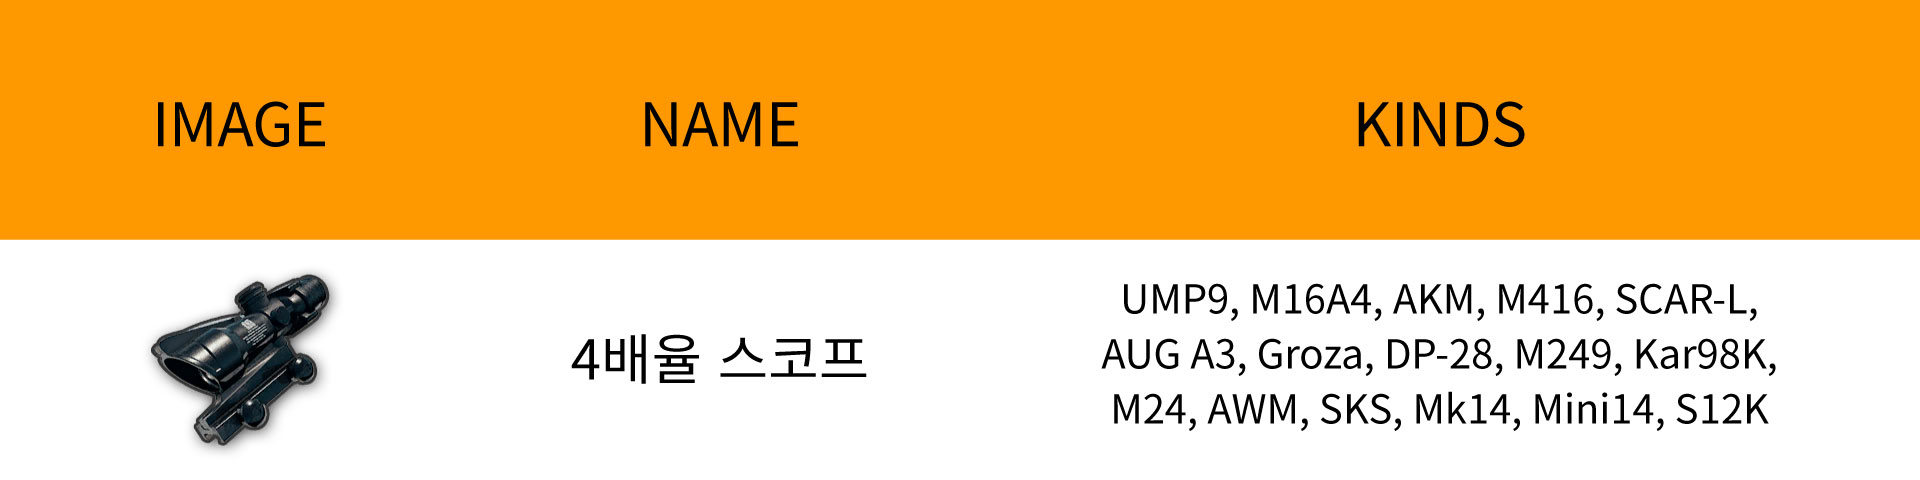 IMAGE NAME KINDS
4배율 스코프
UMP9, M16A4, AKM, M416, SCAR-L,
AUG A3, Groza, DP-28, M249, Kar98K,
M24, AWM, SKS, Mk14, Mini14, S12K